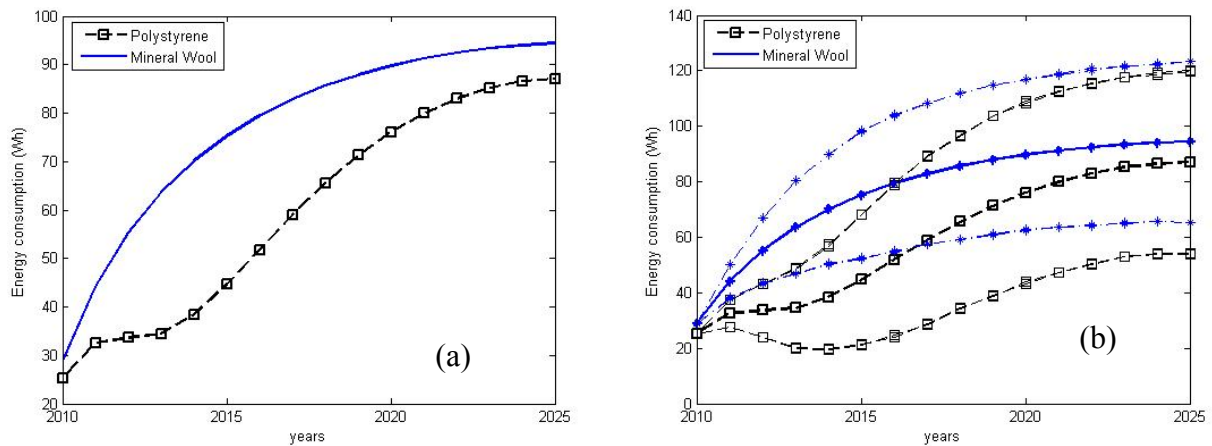 100
90
80
70
60
50
40
30
20
Energy consumption (Wh)
Polystyrene
Mineral Wool
(a)
2010
2015
2020
2025
years
140
120
100
80
60
40
20
0
Energy consumption (Wh)
Polystyrene
Mineral Wool
(b)
2010
2015
2020
2025
years